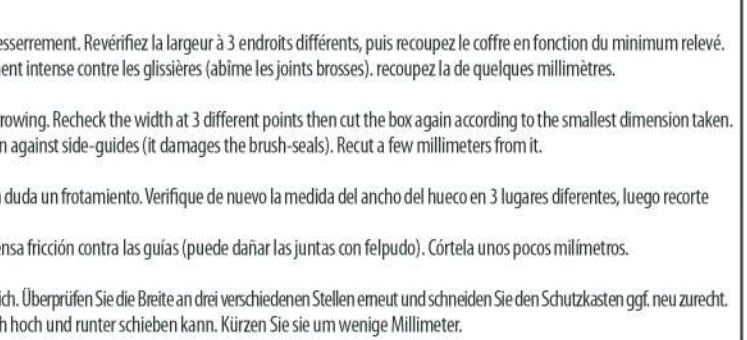 esserrement. Revérifiez la largeur à 3 endroits différents, puis recoupez le coffre en fonction du minimum relevé.
ent intense contre les glissières (abîme les joints brosses). recoupez la de quelques millimètres.
rowing. Recheck the width at 3 different points then cut the box again according to the smallest dimension taken.
n against side-guides (it damages the brush-seals). Recut a few millimeters from it.
duda un frotamiento. Verifique de nuevo la medida del ancho del hueco en 3 lugares diferentes, luego recorte
ensa fricción contra las guías (puede dañar las juntas con felpudo). Córtela unos pocos milímetros.
ich. Überprüfen Sie die Breite an drei verschiedenen Stellen erneut und schneiden Sie den Schutzkasten ggf. neu zurecht.
h hoch und runter schieben kann. Kürzen Sie sie um wenige Millimeter.